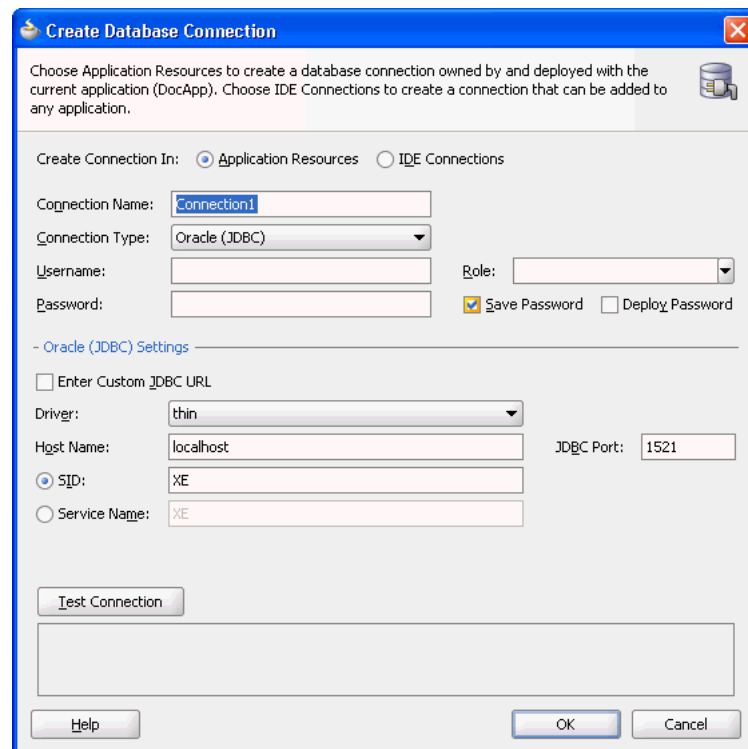 Create Database Connection
Choose Application Resources to create a database connection owned by and deployed with the
current application (DocApp). Choose IDE Connections to create a connection that can be added to
any application.
Create Connection In: Application Resources IDE Connections
Connection Name: Connection1
Connection Type: Oracle (JDBC)
Username: Role:
Password: Save Password Deploy Password
- Oracle (JDBC) Settings
Enter Custom JDBC URL
Driver: thin
Host Name: localhost JDBC Port: 1521
SID: XE
Service Name: XE
Test Connection
Help OK Cancel